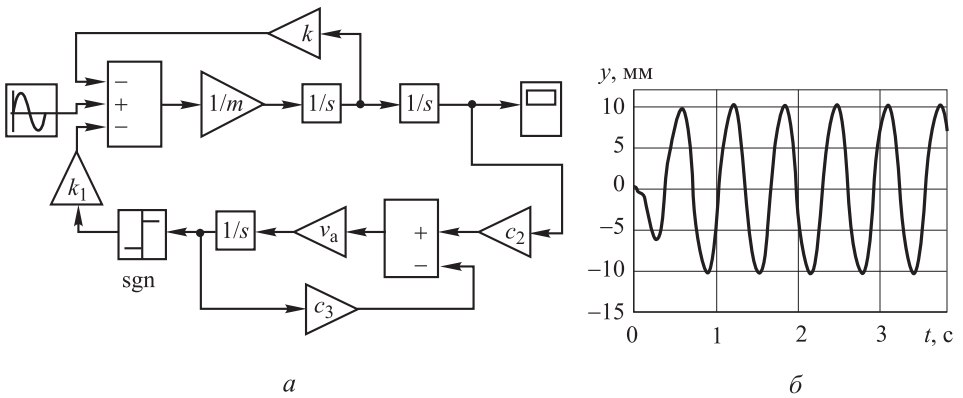 k
−
+
−
1/m
1/s
1/s
k₁
sgn
1/s
vₐ
+
−
c₂
c₃
а
y, мм
10
5
0
−5
−10
−15
0 1 2 3 t, с
б